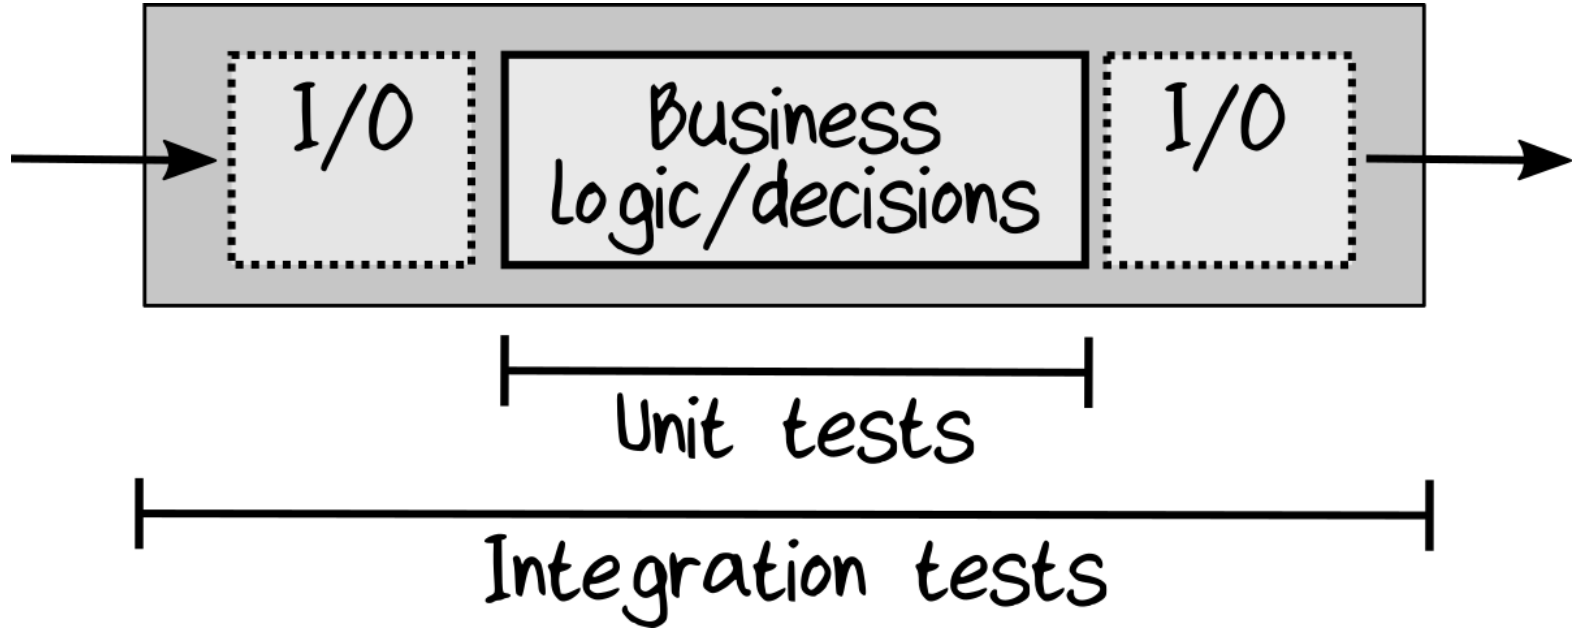 I/O
Business
logic/decisions
I/O
Unit tests
Integration tests